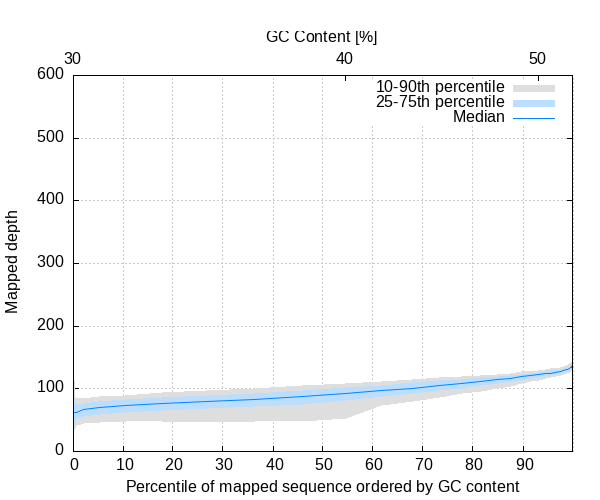 GC Content [%]
30 40 50
600
500
400
300
200
100
0
10-90th percentile
25-75th percentile
Median
Mapped depth
0 10 20 30 40 50 60 70 80 90
Percentile of mapped sequence ordered by GC content